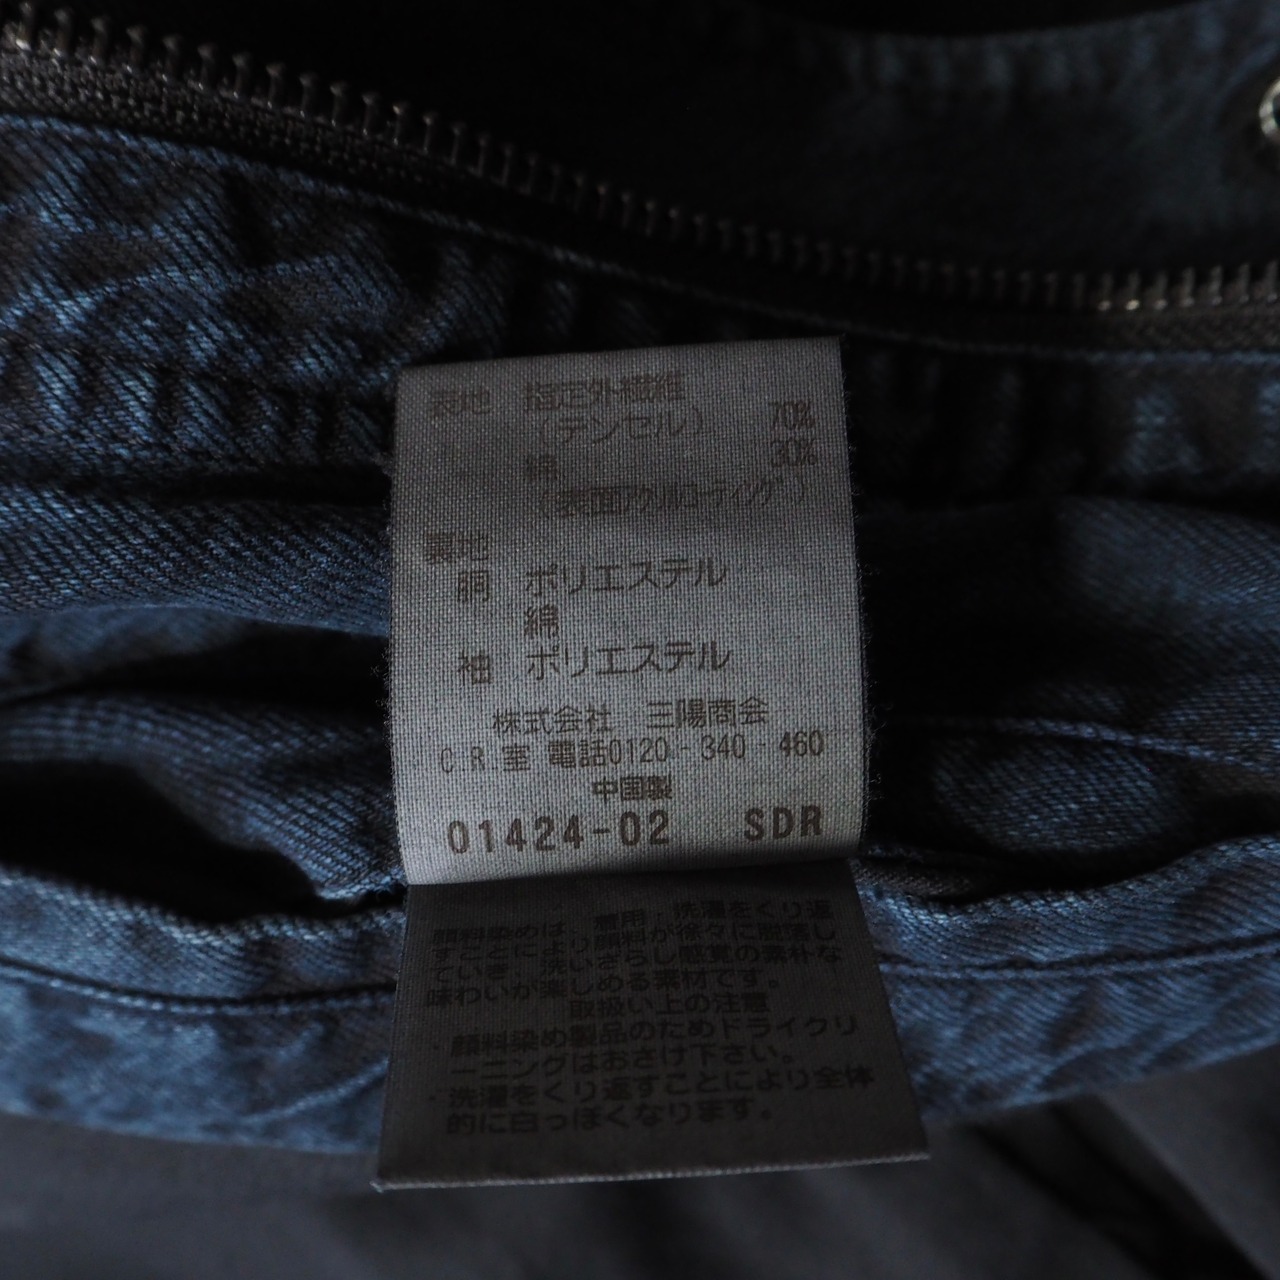 表地 指定外繊維
(テンセル) 70%
綿 30%
(表面アクリルコーティング)
裏地
胴 ポリエステル
綿
袖 ポリエステル
株式会社 三陽商会
C.R.室 電話0120-340-460
中国製
01424-02 SDR
顔料染めは、着用・洗濯をくり返
すことにより顔料が徐々に脱落し
ていき、洗いざらし感覚の素朴な
味わいが楽しめる素材です。
取扱い上の注意
・顔料染め製品のためドライクリ
ーニングはおさけ下さい。
・洗濯をくり返すことにより全体
的に白っぽくなります。